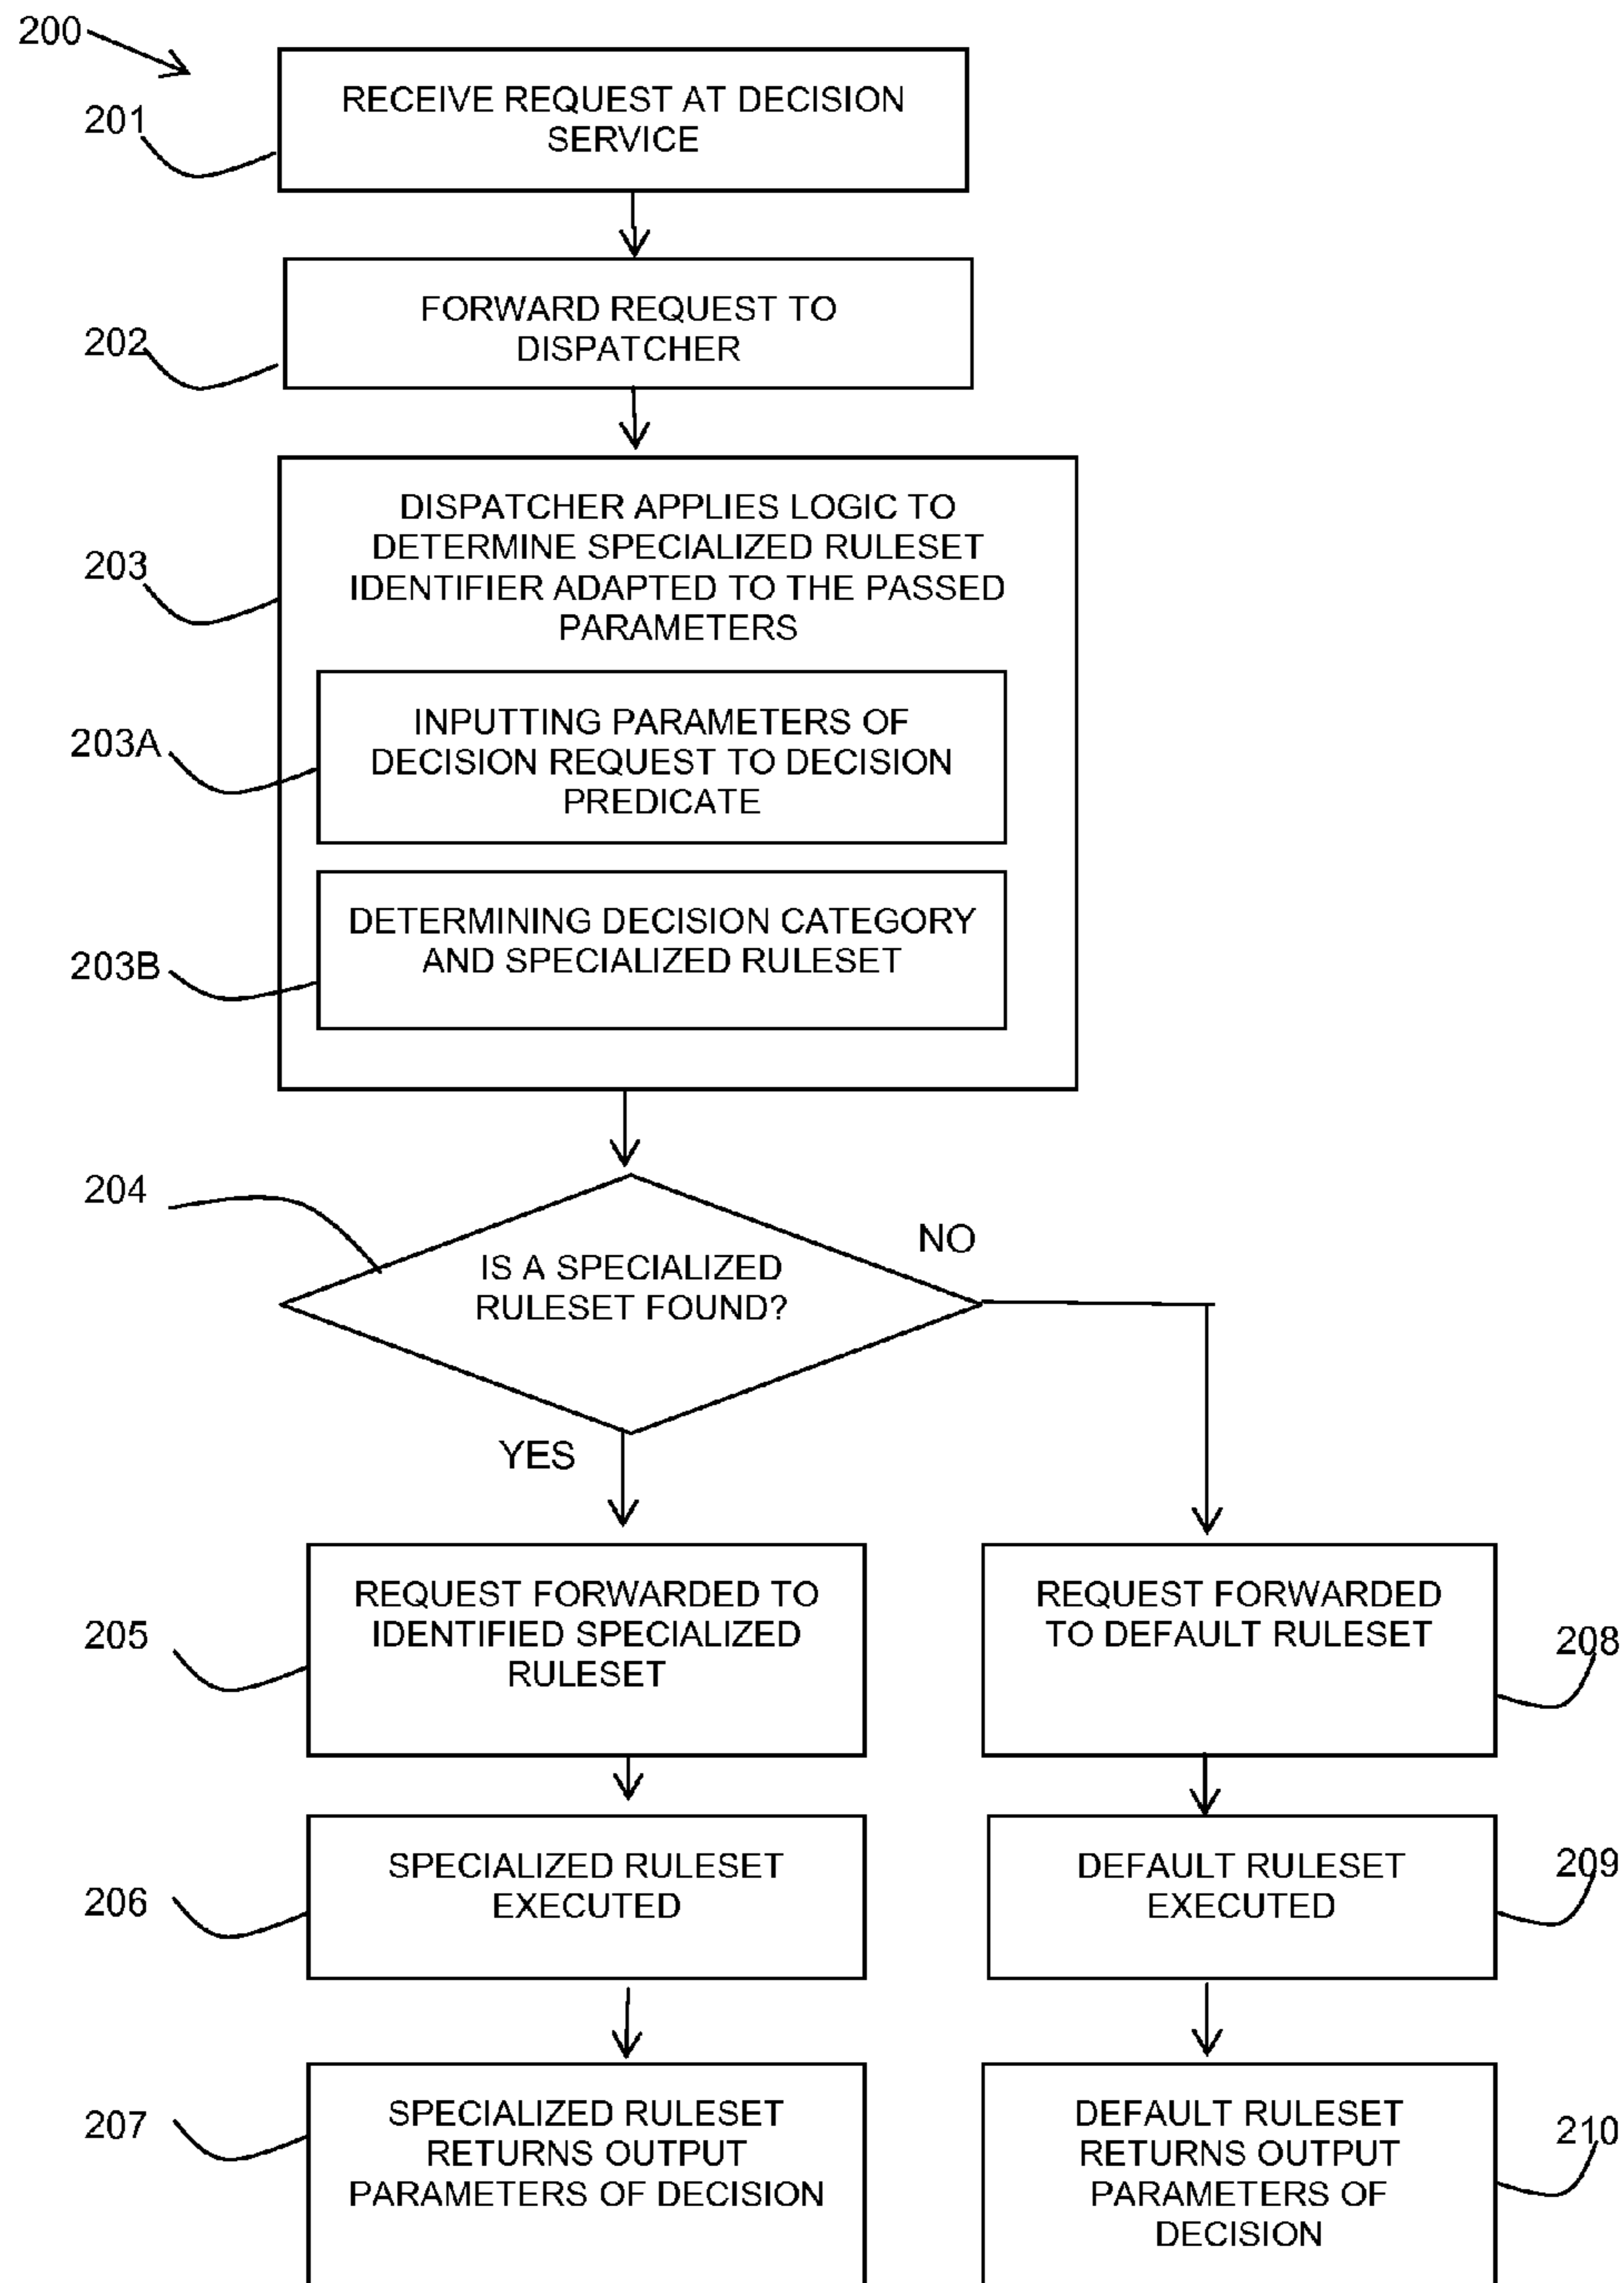 200
201
RECEIVE REQUEST AT DECISION
SERVICE
202
FORWARD REQUEST TO
DISPATCHER
203
DISPATCHER APPLIES LOGIC TO
DETERMINE SPECIALIZED RULESET
IDENTIFIER ADAPTED TO THE PASSED
PARAMETERS
203A
INPUTTING PARAMETERS OF
DECISION REQUEST TO DECISION
PREDICATE
203B
DETERMINING DECISION CATEGORY
AND SPECIALIZED RULESET
204
IS A SPECIALIZED
RULESET FOUND?
NO
YES
205
REQUEST FORWARDED TO
IDENTIFIED SPECIALIZED
RULESET
REQUEST FORWARDED
TO DEFAULT RULESET
208
206
SPECIALIZED RULESET
EXECUTED
DEFAULT RULESET
EXECUTED
209
207
SPECIALIZED RULESET
RETURNS OUTPUT
PARAMETERS OF DECISION
DEFAULT RULESET
RETURNS OUTPUT
PARAMETERS OF
DECISION
210